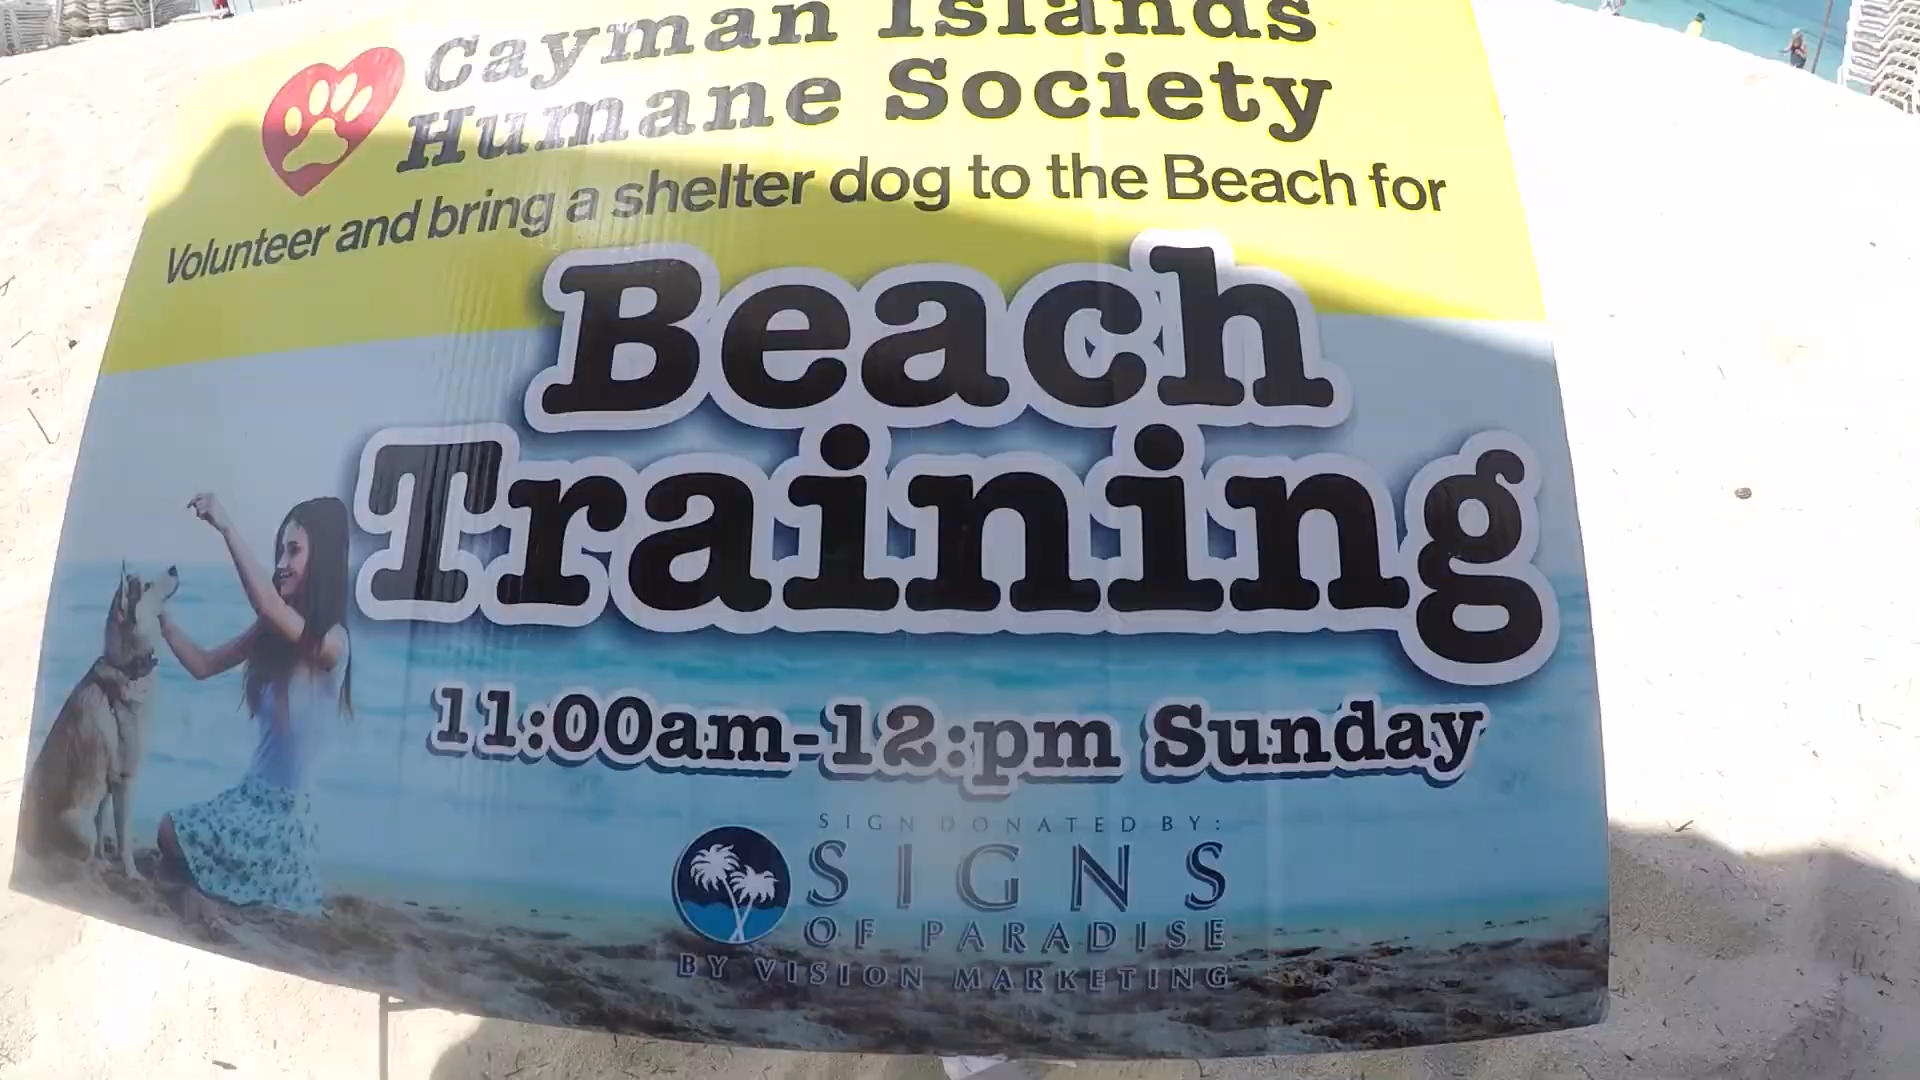 Cayman Islands
Humane Society
Volunteer and bring a shelter dog to the Beach for
Beach
Training
11:00am-12:pm Sunday
SIGN DONATED BY:
SIGNS
OF PARADISE
BY VISION MARKETING